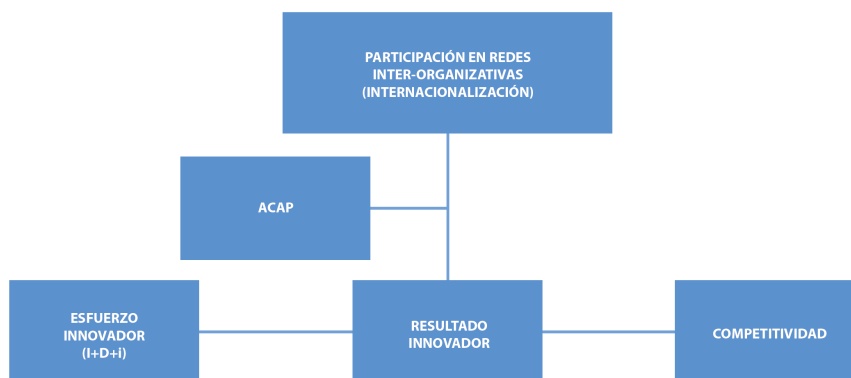 PARTICIPACIÓN EN REDES
INTER-ORGANIZATIVAS
(INTERNACIONALIZACIÓN)
ACAP
ESFUERZO
INNOVADOR
(I+D+i)
RESULTADO
INNOVADOR
COMPETITIVIDAD